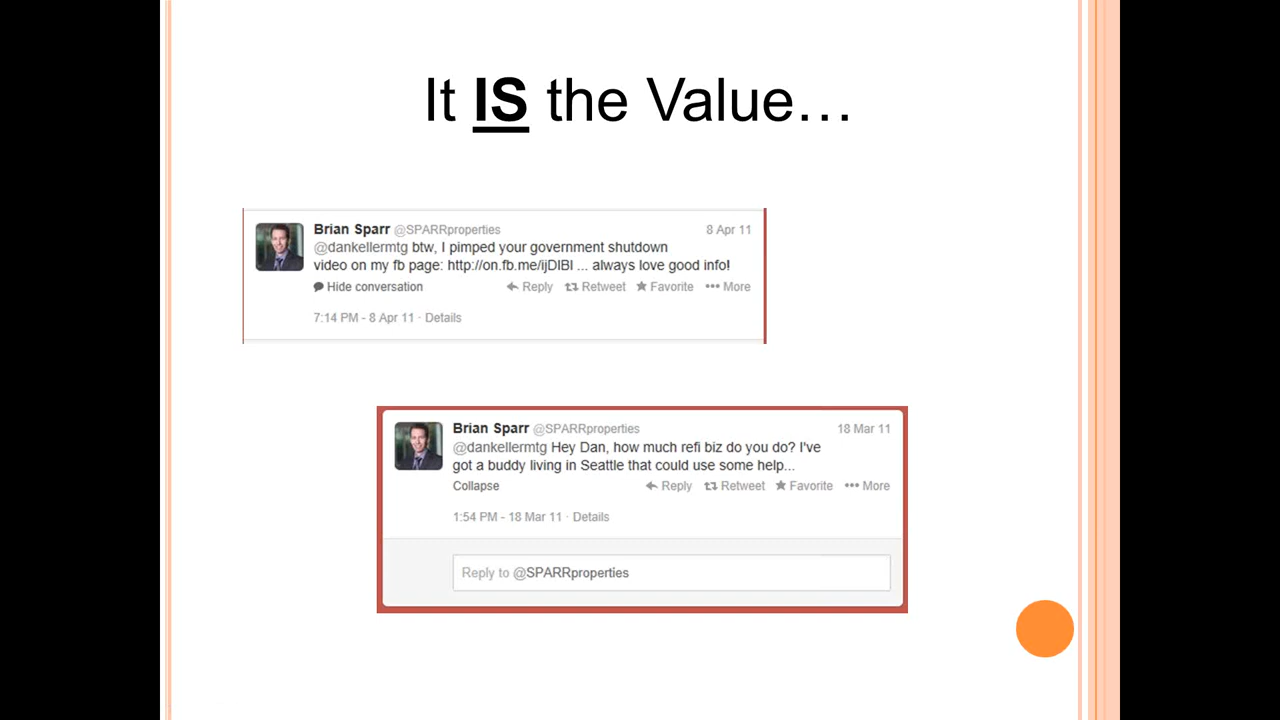 It IS the Value…
Brian Sparr @SPARRproperties 8 Apr 11
@dankellermtg btw, I pimped your government shutdown
video on my fb page: http://on.fb.me/ijDIBI ... always love good info!
Hide conversation Reply Retweet Favorite More
7:14 PM - 8 Apr 11 · Details
Brian Sparr @SPARRproperties 18 Mar 11
@dankellermtg Hey Dan, how much refi biz do you do? I've
got a buddy living in Seattle that could use some help...
Collapse Reply Retweet Favorite More
1:54 PM - 18 Mar 11 · Details
Reply to @SPARRproperties